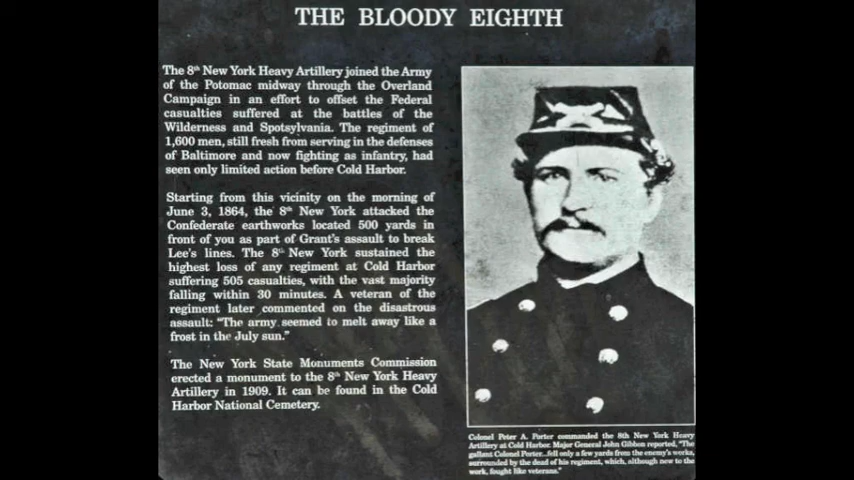 THE BLOODY EIGHTH
The 8th New York Heavy Artillery joined the Army
of the Potomac midway through the Overland
Campaign in an effort to offset the Federal
casualties suffered at the battles of the
Wilderness and Spotsylvania. The regiment of
1,600 men, still fresh from serving in the defenses
of Baltimore and now fighting as infantry, had
seen only limited action before Cold Harbor.
Starting from this vicinity on the morning of
June 3, 1864, the 8th New York attacked the
Confederate earthworks located 500 yards in
front of you as part of Grant's assault to break
Lee's lines. The 8th New York sustained the
highest loss of any regiment at Cold Harbor
suffering 505 casualties, with the vast majority
falling within 30 minutes. A veteran of the
regiment later commented on the disastrous
assault: "The army seemed to melt away like a
frost in the July sun."
The New York State Monuments Commission
erected a monument to the 8th New York Heavy
Artillery in 1909. It can be found in the Cold
Harbor National Cemetery.
Colonel Peter A. Porter commanded the 8th New York Heavy
Artillery at Cold Harbor. Major General John Gibbon reported, "The
gallant Colonel Porter...fell only a few yards from the enemy's works,
surrounded by the dead of his regiment, which, although new to the
work, fought like veterans."